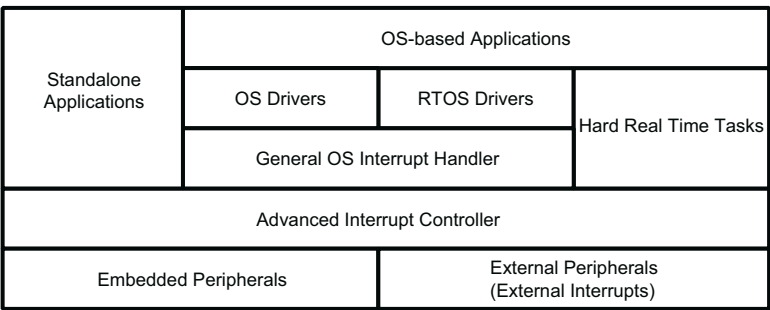 OS-based Applications
Standalone
Applications
OS Drivers
RTOS Drivers
Hard Real Time Tasks
General OS Interrupt Handler
Advanced Interrupt Controller
Embedded Peripherals
External Peripherals
(External Interrupts)